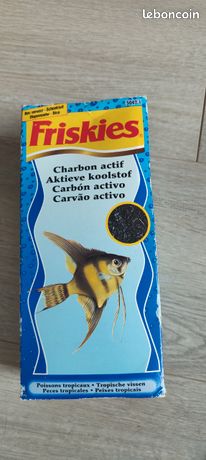 leboncoin
Friskies
Charbon actif
Aktieve koolstof
Carbón activo
Carvão activo
Poissons tropicaux • Tropische vissen
Peces tropicales • Peixes tropicais